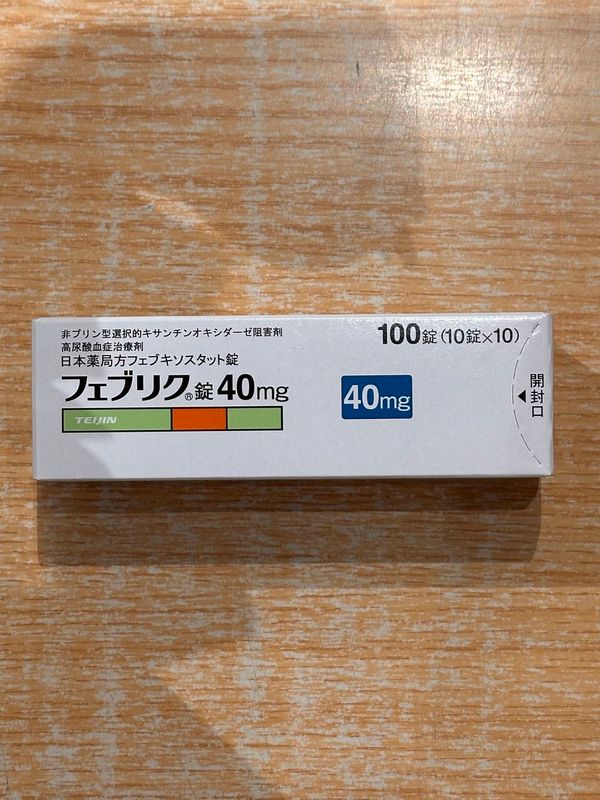 非プリン型選択的キサンチンオキシダーゼ阻害剤
高尿酸血症治療剤
日本薬局方フェブキソスタット錠
フェブリク®錠40mg
TEIJIN
100錠(10錠×10)
40mg
開封口